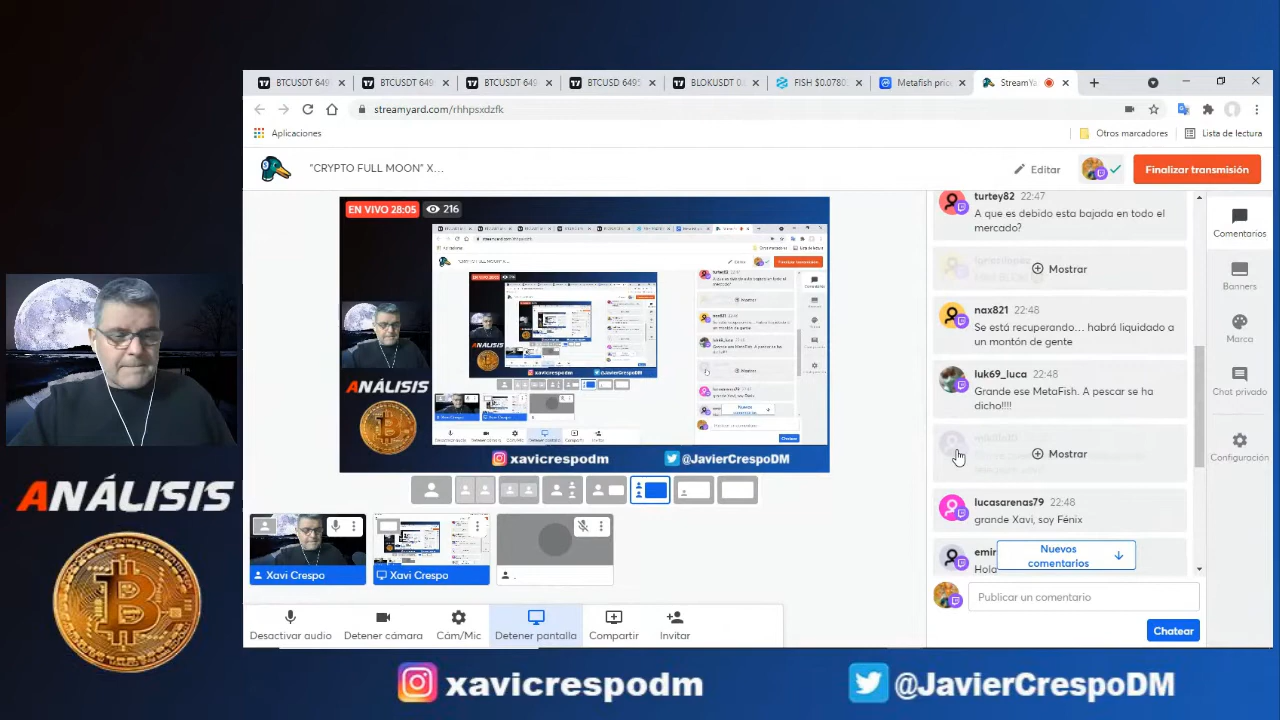 BTCUSDT 649
BTCUSDT 649
BTCUSDT 649
BTCUSD 649
BLOKUSDT 0.
FISH $0.0780
Metafish pri
StreamY
streamyard.com/rhhpsxdzfk
Aplicaciones
Otros marcadores
Lista de lectura
"CRYPTO FULL MOON" X...
Editar
Finalizar transmisión
EN VIVO 28:05
216
ANÁLISIS
xavicrespodm
@JavierCrespoDM
Xavi Crespo
Xavi Crespo
Desactivar audio
Detener cámara
Cám/Mic
Detener pantalla
Compartir
Invitar
turtey82 22:47
A que es debido esta bajada en todo el
mercado?
Mostrar
nax821 22:48
Se está recuperando... habrá liquidado a
un montón de gente
luk69_luca 22:48
Grande ese MetaFish. A pescar se ha
dicho!!!!
Mostrar
lucasarenas79 22:48
grande Xavi, soy Fénix
emir
Hola
Nuevos
comentarios
Publicar un comentario
Chatear
Comentarios
Banners
Marca
Chat privado
Configuración
ANÁLISIS
xavicrespodm
@JavierCrespoDM